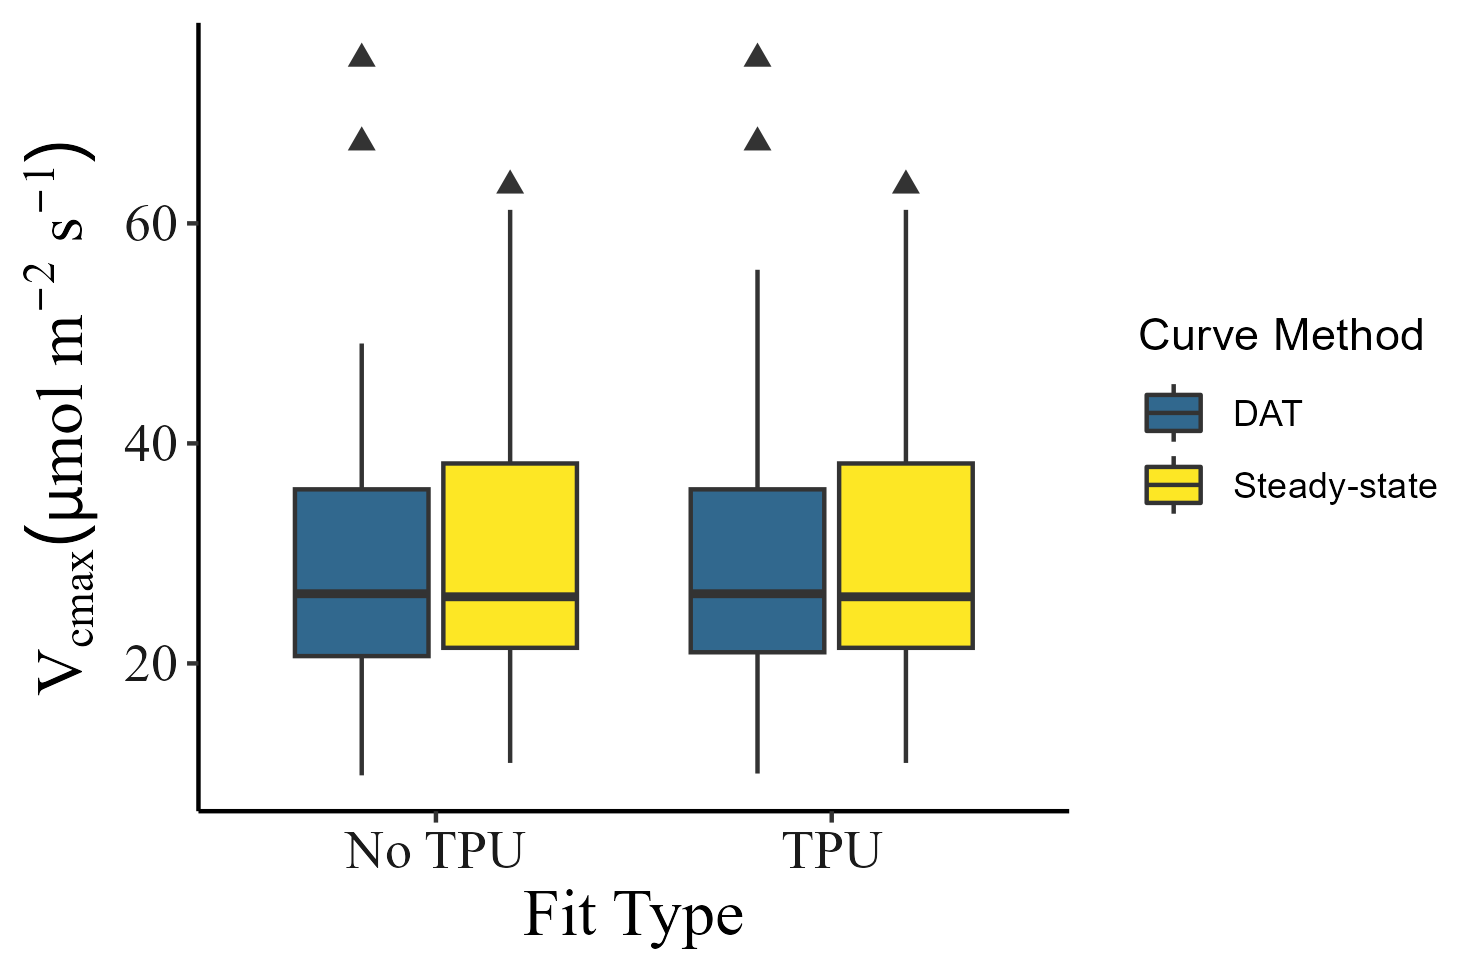 Vcmax(μmol m−2 s−1)
60
40
20
No TPU
TPU
Fit Type
Curve Method
DAT
Steady-state